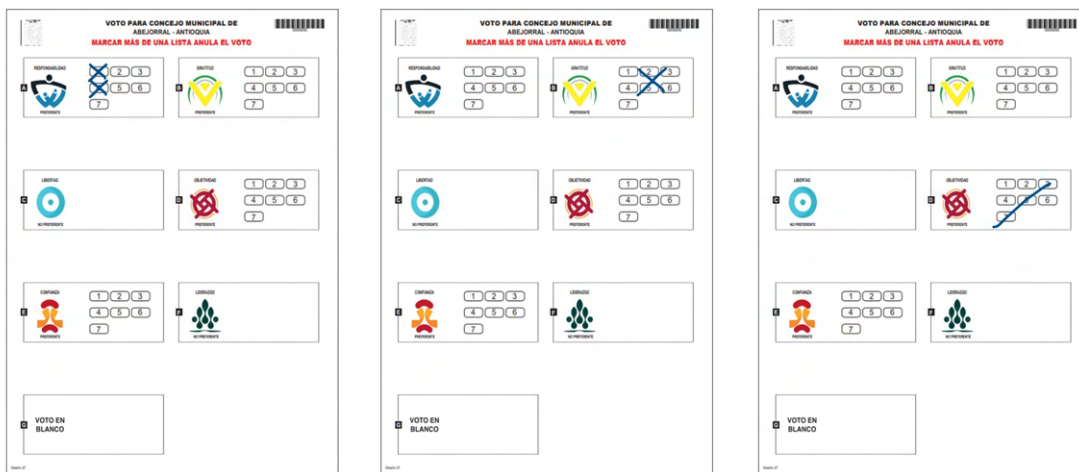 VOTO PARA CONCEJO MUNICIPAL DE
ABEJORRAL - ANTIOQUIA
MARCAR MÁS DE UNA LISTA ANULA EL VOTO
RESPONSABILIDAD
A
PREFERENTE
2 3
5 6
7
GRATITUD
B
PREFERENTE
1 2 3
4 5 6
7
LIBERTAD
C
NO PREFERENTE
OBJETIVIDAD
D
PREFERENTE
1 2 3
4 5 6
7
CONFIANZA
E
PREFERENTE
1 2 3
4 5 6
7
LIDERAZGO
F
NO PREFERENTE
G
VOTO EN
BLANCO
VOTO PARA CONCEJO MUNICIPAL DE
ABEJORRAL - ANTIOQUIA
MARCAR MÁS DE UNA LISTA ANULA EL VOTO
RESPONSABILIDAD
A
PREFERENTE
1 2 3
4 5 6
7
GRATITUD
B
PREFERENTE
1 2 3
4 5 6
7
LIBERTAD
C
NO PREFERENTE
OBJETIVIDAD
D
PREFERENTE
1 2 3
4 5 6
7
CONFIANZA
E
PREFERENTE
1 2 3
4 5 6
7
LIDERAZGO
F
NO PREFERENTE
G
VOTO EN
BLANCO
VOTO PARA CONCEJO MUNICIPAL DE
ABEJORRAL - ANTIOQUIA
MARCAR MÁS DE UNA LISTA ANULA EL VOTO
RESPONSABILIDAD
A
PREFERENTE
1 2 3
4 5 6
7
GRATITUD
B
PREFERENTE
1 2 3
4 5 6
7
LIBERTAD
C
NO PREFERENTE
OBJETIVIDAD
D
PREFERENTE
1 2 3
4 5 6
7
CONFIANZA
E
PREFERENTE
1 2 3
4 5 6
7
LIDERAZGO
F
NO PREFERENTE
G
VOTO EN
BLANCO